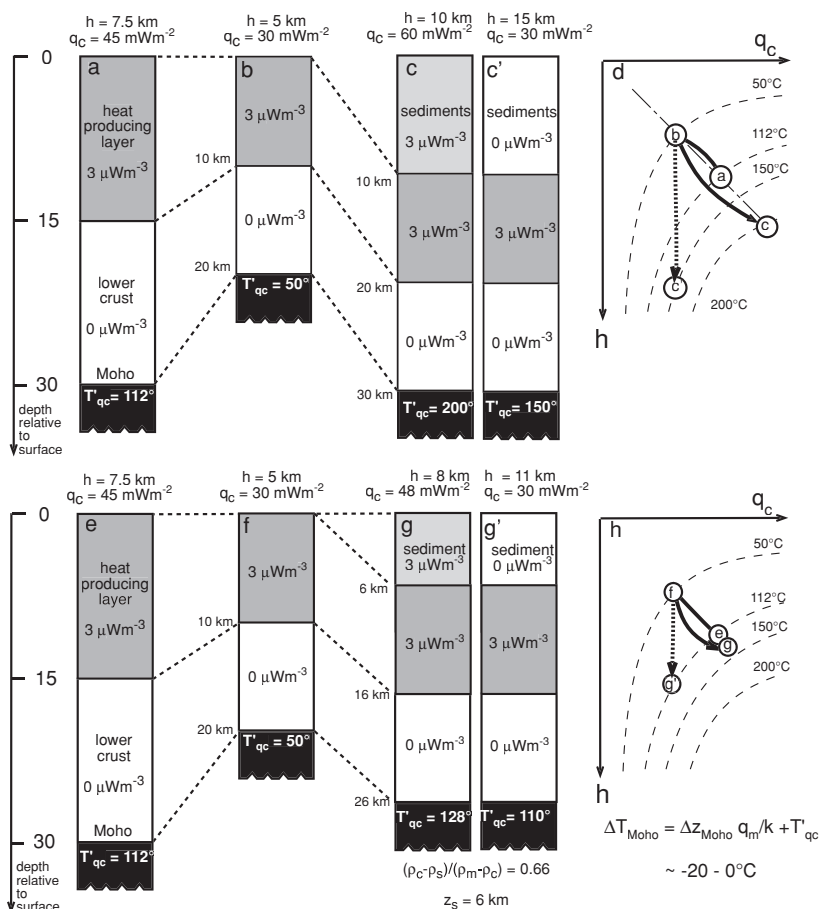 h = 7.5 km
q_c = 45 mWm⁻²
h = 5 km
q_c = 30 mWm⁻²
h = 10 km
q_c = 60 mWm⁻²
h = 15 km
q_c = 30 mWm⁻²
0
15
30
depth
relative
to
surface
a
heat
producing
layer
3 μWm⁻³
lower
crust
0 μWm⁻³
Moho
T'qc= 112°
b
3 μWm⁻³
10 km
0 μWm⁻³
20 km
T'qc = 50°
c
sediments
3 μWm⁻³
10 km
3 μWm⁻³
20 km
0 μWm⁻³
30 km
T'qc= 200°
c'
sediments
0 μWm⁻³
3 μWm⁻³
0 μWm⁻³
T'qc= 150°
d
q_c
50°C
112°C
150°C
200°C
b
a
c
c'
h
h = 7.5 km
q_c = 45 mWm⁻²
h = 5 km
q_c = 30 mWm⁻²
h = 8 km
q_c = 48 mWm⁻²
h = 11 km
q_c = 30 mWm⁻²
0
15
30
depth
relative
to
surface
e
heat
producing
layer
3 μWm⁻³
lower
crust
0 μWm⁻³
Moho
T'qc= 112°
f
3 μWm⁻³
10 km
0 μWm⁻³
20 km
T'qc = 50°
g
sediment
3 μWm⁻³
6 km
3 μWm⁻³
16 km
0 μWm⁻³
26 km
T'qc= 128°
g'
sediment
0 μWm⁻³
3 μWm⁻³
0 μWm⁻³
T'qc= 110°
(ρc-ρs)/(ρm-ρc) = 0.66
z_s = 6 km
h
q_c
50°C
112°C
150°C
200°C
f
e
g
g'
h
ΔT_Moho = Δz_Moho q_m/k + T'qc
~ -20 - 0°C